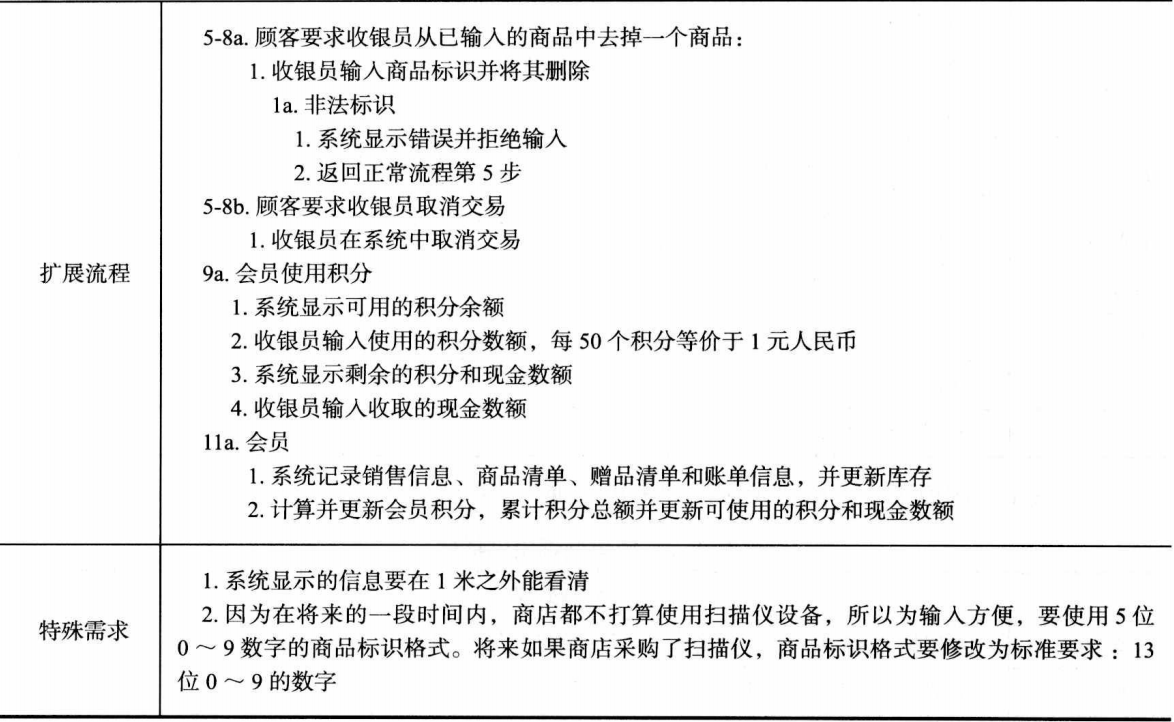 扩展流程
5-8a. 顾客要求收银员从已输入的商品中去掉一个商品：
1. 收银员输入商品标识并将其删除
1a. 非法标识
1. 系统显示错误并拒绝输入
2. 返回正常流程第 5 步
5-8b. 顾客要求收银员取消交易
1. 收银员在系统中取消交易
9a. 会员使用积分
1. 系统显示可用的积分余额
2. 收银员输入使用的积分数额，每 50 个积分等价于 1 元人民币
3. 系统显示剩余的积分和现金数额
4. 收银员输入收取的现金数额
11a. 会员
1. 系统记录销售信息、商品清单、赠品清单和账单信息，并更新库存
2. 计算并更新会员积分，累计积分总额并更新可使用的积分和现金数额
特殊需求
1. 系统显示的信息要在 1 米之外能看清
2. 因为在将来的一段时间内，商店都不打算使用扫描仪设备，所以为输入方便，要使用 5 位
0～9 数字的商品标识格式。将来如果商店采购了扫描仪，商品标识格式要修改为标准要求：13
位 0～9 的数字